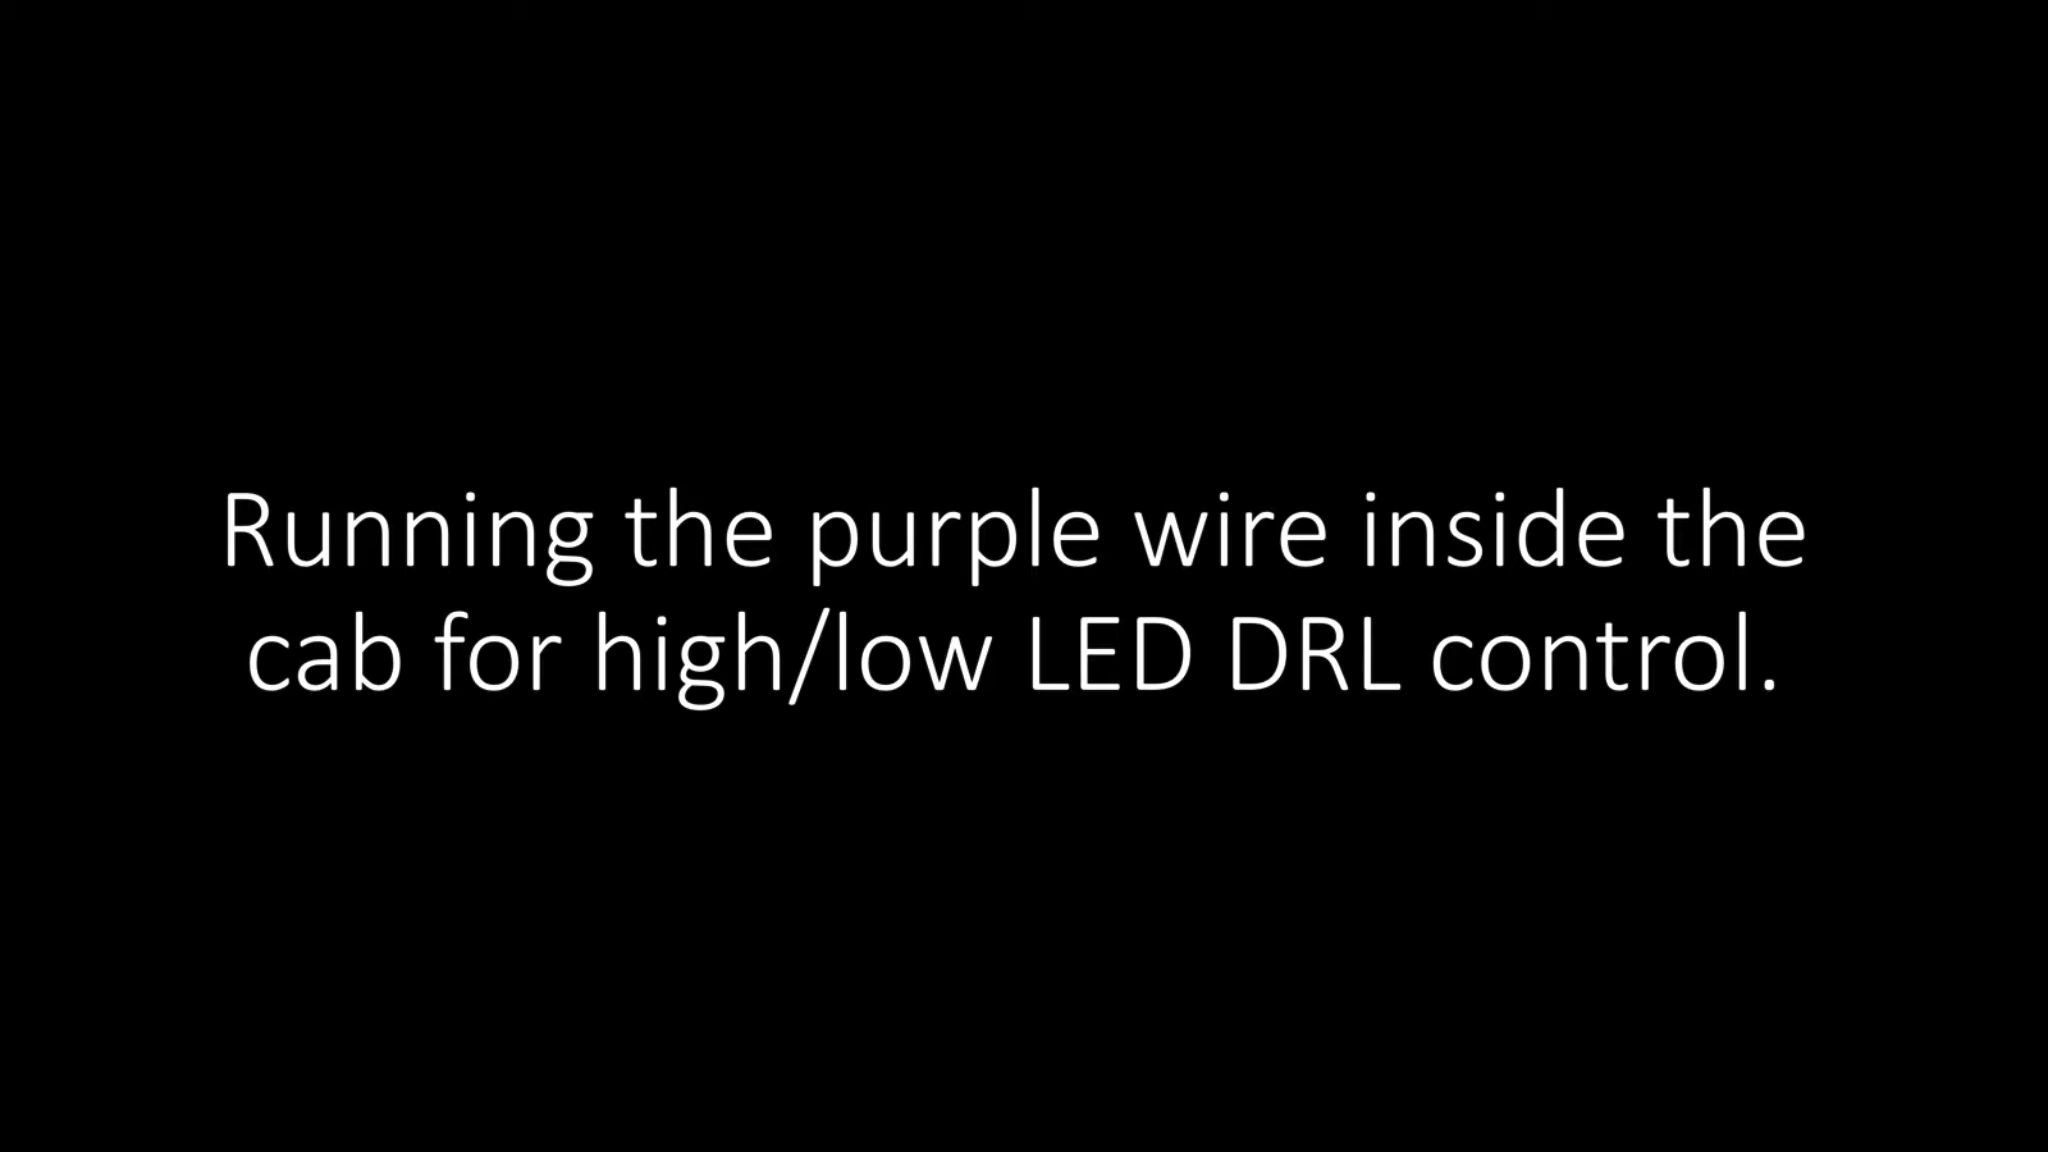 Running the purple wire inside the
cab for high/low LED DRL control.